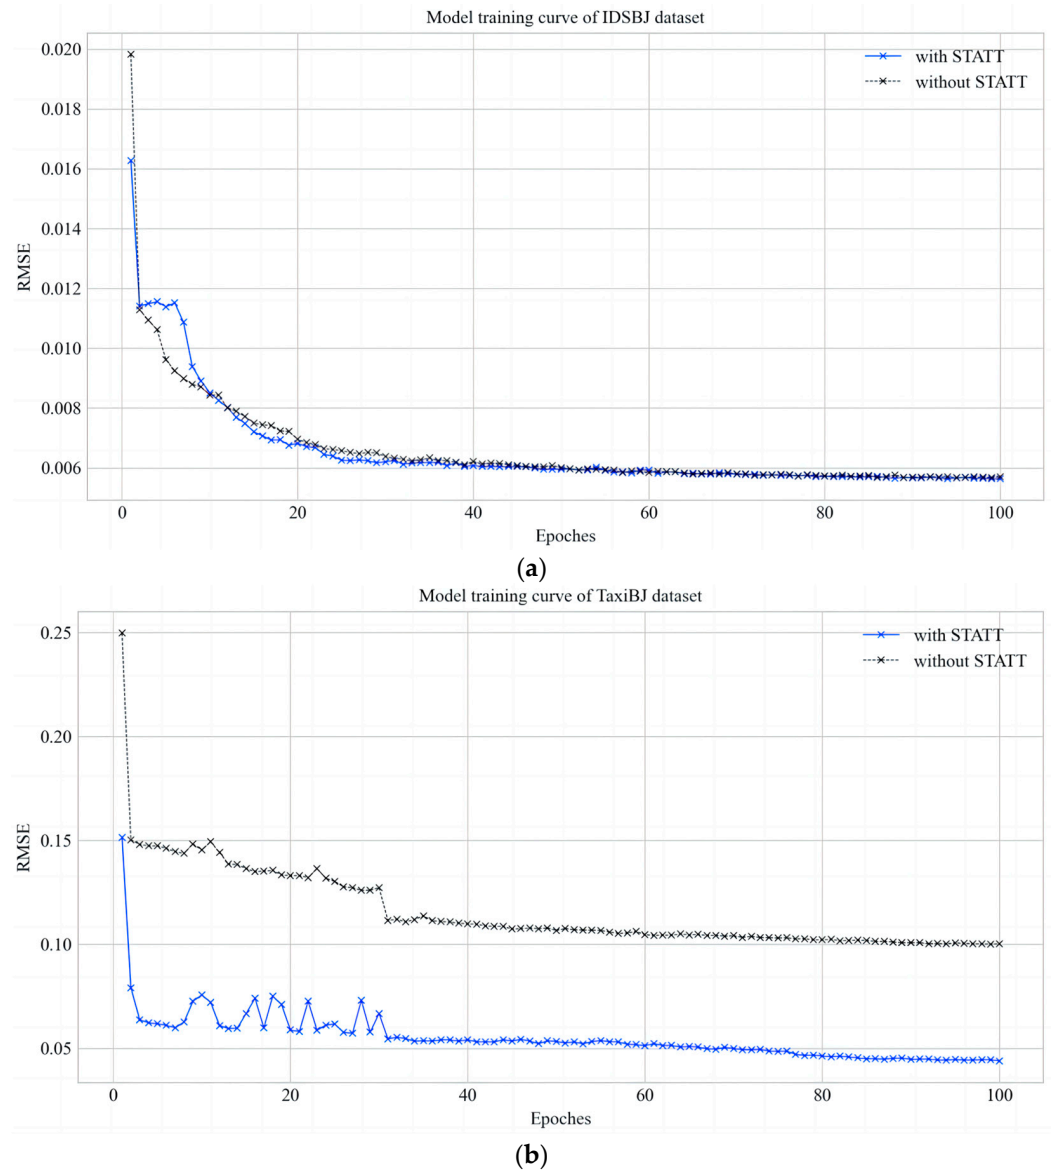 Model training curve of IDSBJ dataset
0.020
0.018
0.016
0.014
0.012
0.010
0.008
0.006
RMSE
with STATT
without STATT
0 20 40 60 80 100
Epoches
(a)
Model training curve of TaxiBJ dataset
0.25
0.20
0.15
0.10
0.05
RMSE
with STATT
without STATT
0 20 40 60 80 100
Epoches
(b)